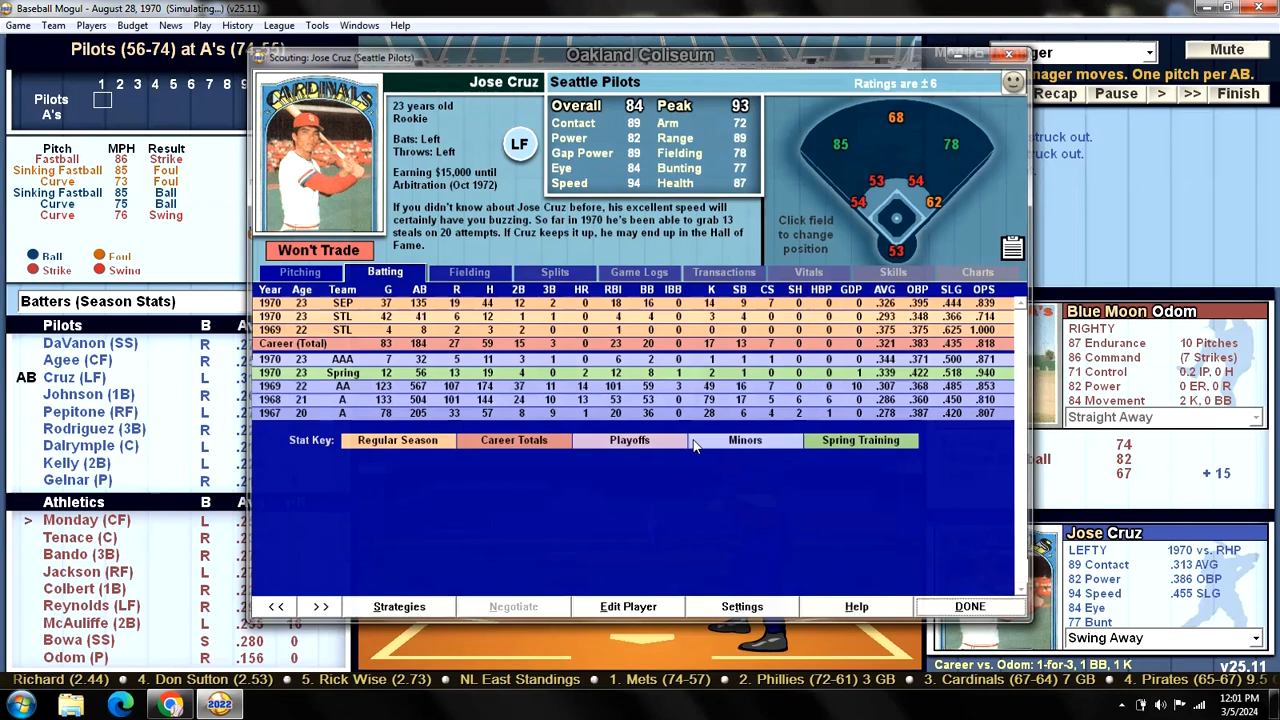 Baseball Mogul - August 28, 1970 (Simulating...) (v25.11)
Game Team Players Budget News Play History League Tools Windows Help
Pilots (56-74) at A's (74-55)
Oakland Coliseum
Mute
1 2 3 4 5 6 7 8 9
Pilots
A's
nager moves. One pitch per AB.
Recap Pause > >> Finish
truck out.
truck out.
Pitch MPH Result
Fastball 86 Strike
Sinking Fastball 85 Foul
Curve 73 Foul
Sinking Fastball 85 Ball
Curve 75 Ball
Curve 76 Swing
Ball Foul
Strike Swing
Batters (Season Stats)
Pilots B
DaVanon (SS) R
Agee (CF) R
AB Cruz (LF) L
Johnson (1B) R
Pepitone (RF) L
Rodriguez (3B) R
Dalrymple (C) L
Kelly (2B) R
Gelnar (P) R
Athletics B
> Monday (CF) L
Tenace (C) R
Bando (3B) R
Jackson (RF) L
Colbert (1B) R
Reynolds (LF) R
McAuliffe (2B) L
Bowa (SS) S .280 0
Odom (P) R .156 0
Scouting: Jose Cruz (Seattle Pilots)
CARDINALS
Jose Cruz Seattle Pilots Ratings are ± 6
23 years old
Rookie
Bats: Left
Throws: Left
Earning $15,000 until
Arbitration (Oct 1972)
LF
Overall 84 Peak 93
Contact 89 Arm 72
Power 82 Range 89
Gap Power 89 Fielding 78
Eye 84 Bunting 77
Speed 94 Health 87
If you didn't know about Jose Cruz before, his excellent speed will
certainly have you buzzing. So far in 1970 he's been able to grab 13
steals on 20 attempts. If Cruz keeps it up, he may end up in the Hall of
Fame.
Won't Trade
68
85 78
53 54
54 62
53
Click field
to change
position
Pitching Batting Fielding Splits Game Logs Transactions Vitals Skills Charts
Year Age Team G AB R H 2B 3B HR RBI BB IBB K SB CS SH HBP GDP AVG OBP SLG OPS
1970 23 SEP 37 135 19 44 12 2 0 18 16 0 14 9 7 0 0 0 .326 .395 .444 .839
1970 23 STL 42 41 6 12 1 1 0 4 4 0 3 4 0 0 0 0 .293 .348 .366 .714
1969 22 STL 4 8 2 3 2 0 0 1 0 0 0 0 0 0 0 0 .375 .375 .625 1.000
Career (Total) 83 184 27 59 15 3 0 23 20 0 17 13 7 0 0 0 .321 .383 .435 .818
1970 23 AAA 7 32 5 11 3 1 0 6 2 0 1 1 1 0 0 0 .344 .371 .500 .871
1970 23 Spring 12 56 13 19 4 0 2 12 8 1 2 1 0 0 0 1 .339 .422 .518 .940
1969 22 AA 123 567 107 174 37 11 14 101 59 3 49 16 7 0 0 10 .307 .368 .485 .853
1968 21 A 133 504 101 144 24 10 13 53 53 0 79 17 5 6 6 0 .286 .360 .450 .810
1967 20 A 78 205 33 57 8 9 1 20 36 0 28 6 4 2 1 0 .278 .387 .420 .807
Stat Key: Regular Season Career Totals Playoffs Minors Spring Training
<< >> Strategies Negotiate Edit Player Settings Help DONE
Blue Moon Odom
RIGHTY
87 Endurance 10 Pitches
86 Command (7 Strikes)
71 Control 0.2 IP, 0 H
82 Power 0 ER, 0 R
84 Movement 2 K, 0 BB
Straight Away
74
82
67 + 15
Jose Cruz
LEFTY 1970 vs. RHP
89 Contact .313 AVG
82 Power .386 OBP
94 Speed .455 SLG
84 Eye
77 Bunt
Swing Away
Career vs. Odom: 1-for-3, 1 BB, 1 K
v25.11
Richard (2.44) • 4. Don Sutton (2.53) • 5. Rick Wise (2.73) • NL East Standings • 1. Mets (74-57) • 2. Phillies (72-61) 3 GB • 3. Cardinals (67-64) 7 GB • 4. Pirates (65-67) 9.5
2022
12:01 PM
3/5/2024